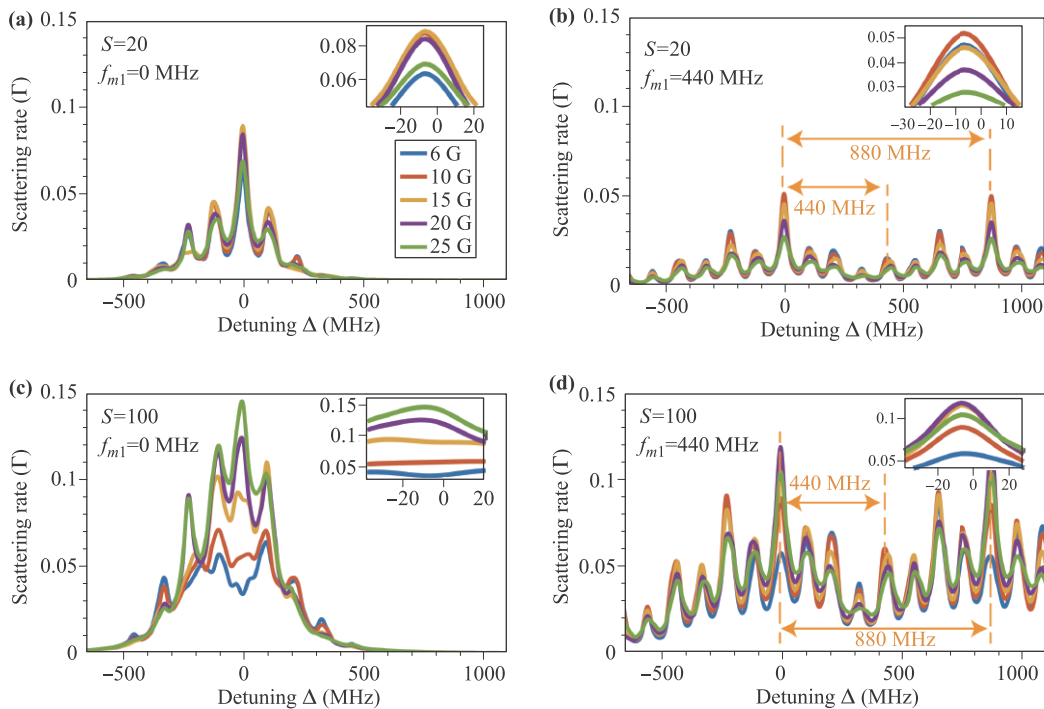 (a)
0.15
0.1
0.05
0
Scattering rate (Γ)
S=20
f_m1=0 MHz
0.08
0.06
−20
0
20
6 G
10 G
15 G
20 G
25 G
−500
0
500
1000
Detuning Δ (MHz)
(b)
0.15
0.1
0.05
0
Scattering rate (Γ)
S=20
f_m1=440 MHz
0.05
0.04
0.03
−30
−20
−10
0
10
880 MHz
440 MHz
−500
0
500
1000
Detuning Δ (MHz)
(c)
0.15
0.1
0.05
0
Scattering rate (Γ)
S=100
f_m1=0 MHz
0.15
0.1
0.05
−20
0
20
−500
0
500
1000
Detuning Δ (MHz)
(d)
0.15
0.1
0.05
0
Scattering rate (Γ)
S=100
f_m1=440 MHz
0.1
0.05
−20
0
20
440 MHz
880 MHz
−500
0
500
1000
Detuning Δ (MHz)